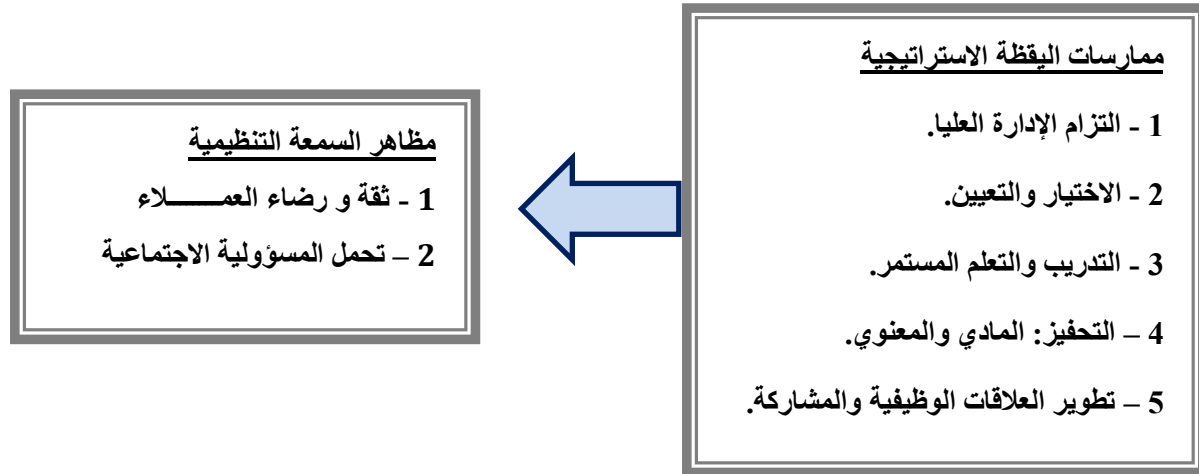 ممارسات اليقظة الاستراتيجية
1 - التزام الإدارة العليا.
2 - الاختيار والتعيين.
3 - التدريب والتعلم المستمر.
4 – التحفيز: المادي والمعنوي.
5 – تطوير العلاقات الوظيفية والمشاركة.
مظاهر السمعة التنظيمية
1 - ثقة و رضاء العمـــــــلاء
2 – تحمل المسؤولية الاجتماعية